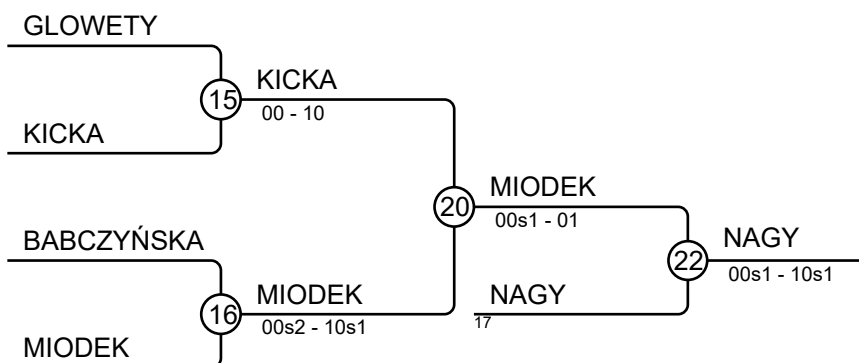 GLOWETY
KICKA
15
00 - 10
KICKA
MIODEK
20
00s1 - 01
BABCZYŃSKA
NAGY
22
00s1 - 10s1
MIODEK
NAGY
16
17
00s2 - 10s1
MIODEK